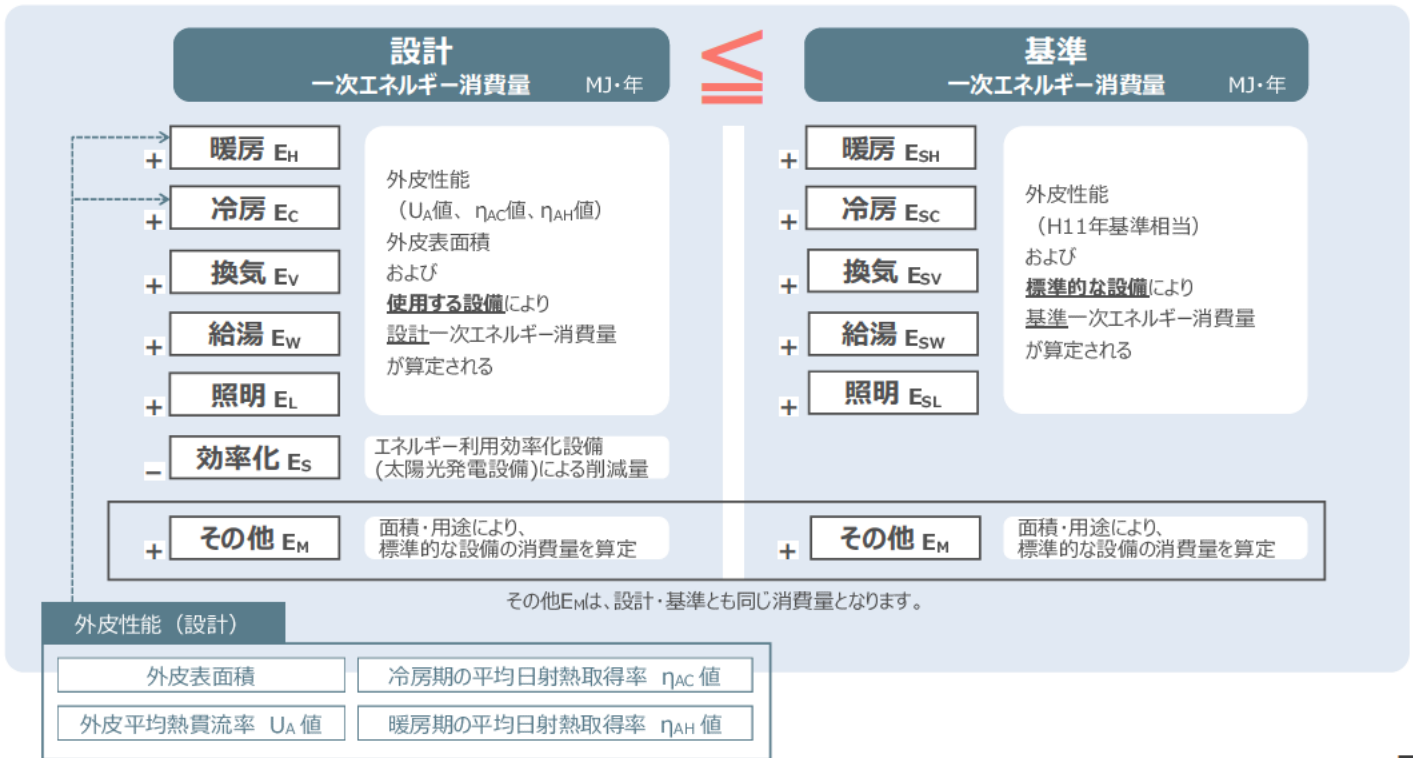 設計
一次エネルギー消費量 MJ・年
≦
基準
一次エネルギー消費量 MJ・年
+ 暖房 EH
+ 冷房 EC
+ 換気 EV
+ 給湯 EW
+ 照明 EL
− 効率化 ES
+ その他 EM
外皮性能
（UA値、ηAC値、ηAH値）
外皮表面積
および
使用する設備により
設計一次エネルギー消費量
が算定される
エネルギー利用効率化設備
(太陽光発電設備)による削減量
面積・用途により、
標準的な設備の消費量を算定
+ 暖房 ESH
+ 冷房 ESC
+ 換気 ESV
+ 給湯 ESW
+ 照明 ESL
+ その他 EM
外皮性能
（H11年基準相当）
および
標準的な設備により
基準一次エネルギー消費量
が算定される
面積・用途により、
標準的な設備の消費量を算定
その他EMは、設計・基準とも同じ消費量となります。
外皮性能（設計）
外皮表面積
冷房期の平均日射熱取得率 ηAC 値
外皮平均熱貫流率 UA 値
暖房期の平均日射熱取得率 ηAH 値